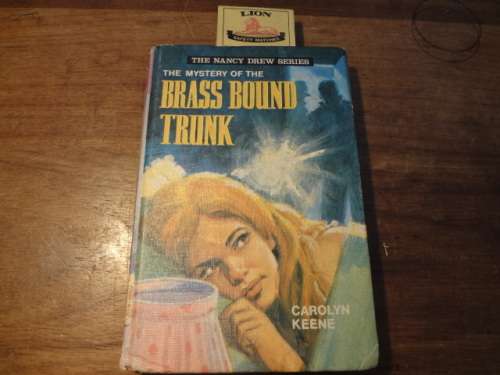 LION
SAFETY MATCHES
THE NANCY DREW SERIES
THE MYSTERY OF THE
BRASS BOUND
TRUNK
CAROLYN
KEENE